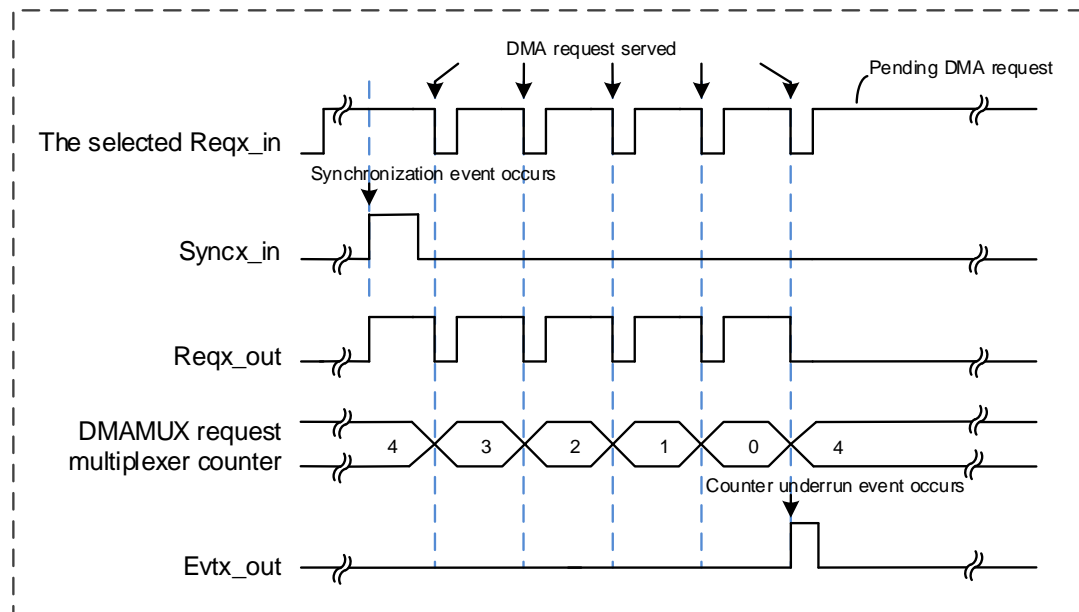 DMA request served
Pending DMA request
The selected Reqx_in
Synchronization event occurs
Syncx_in
Reqx_out
DMAMUX request
multiplexer counter
4 3 2 1 0 4
Counter underrun event occurs
Evtx_out